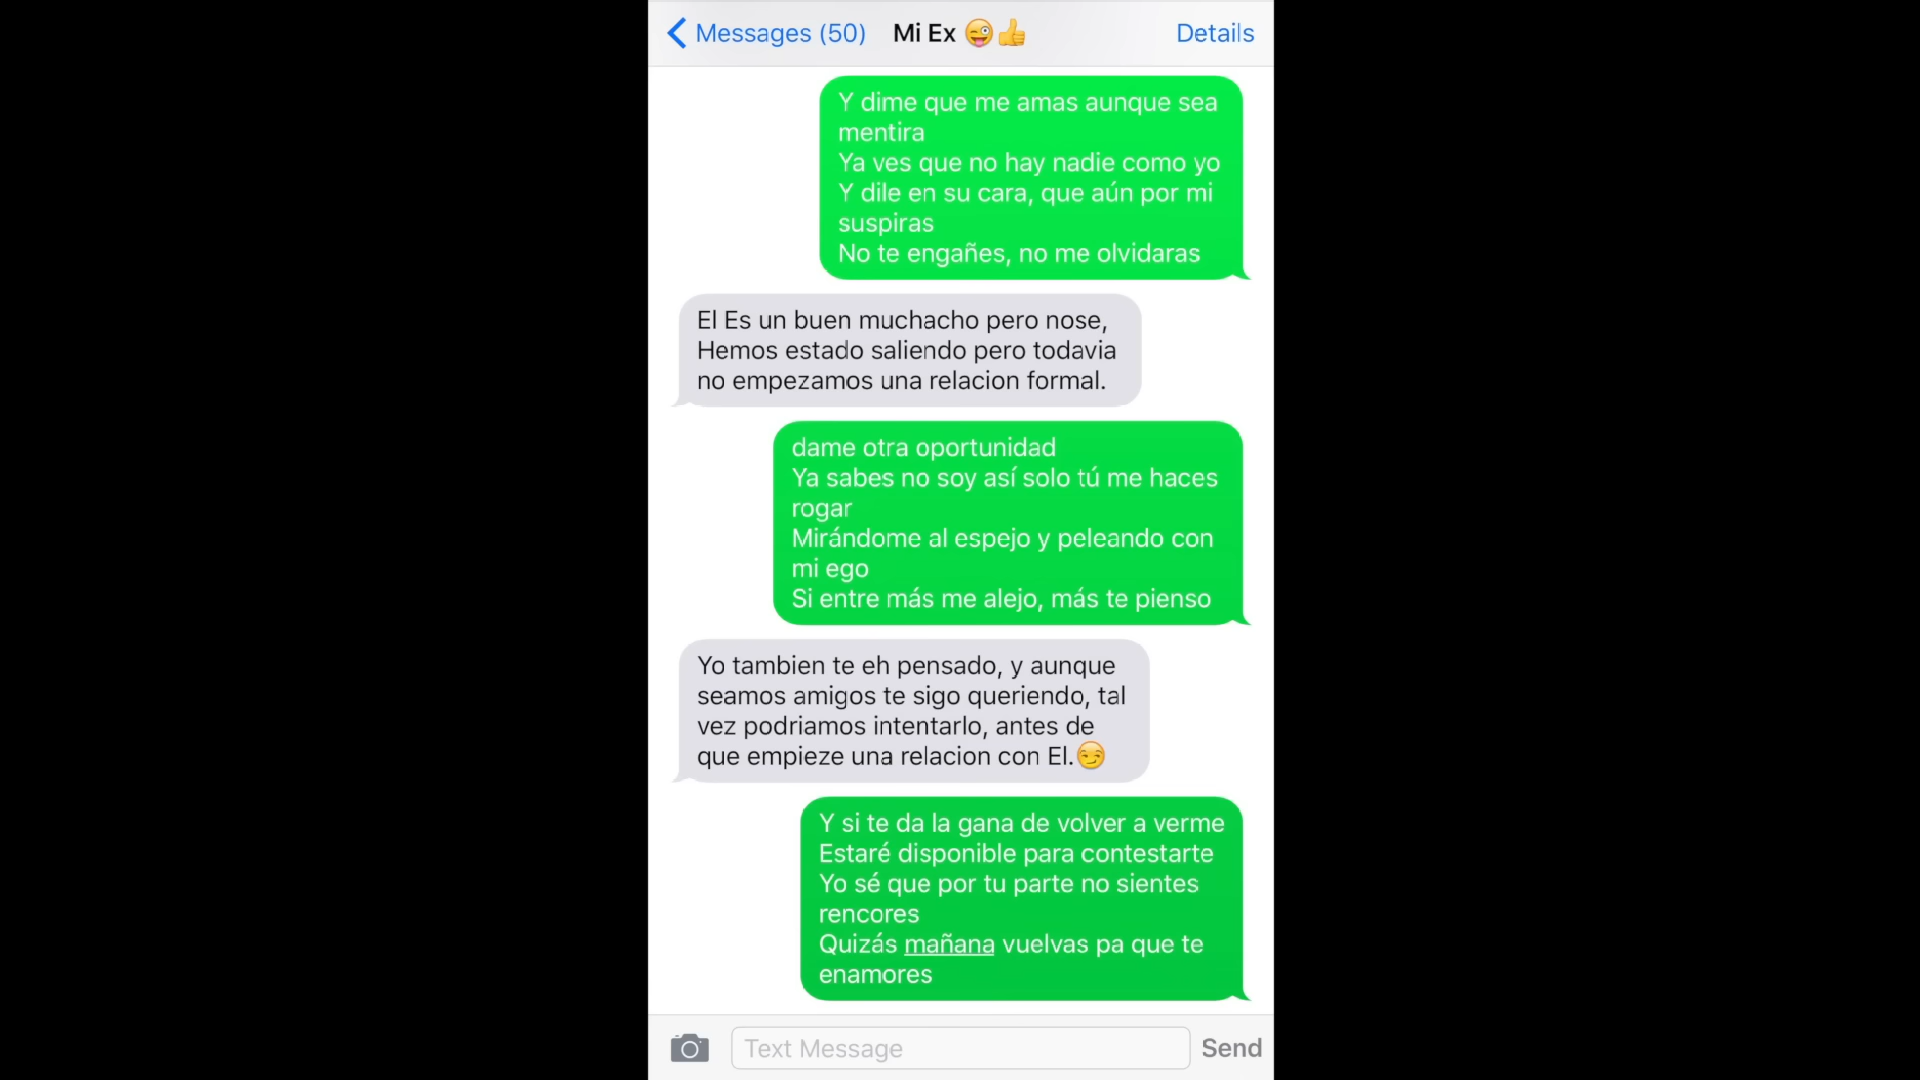 Messages (50) Mi Ex 😜👍 Details
Y dime que me amas aunque sea
mentira
Ya ves que no hay nadie como yo
Y dile en su cara, que aún por mi
suspiras
No te engañes, no me olvidaras
El Es un buen muchacho pero nose,
Hemos estado saliendo pero todavia
no empezamos una relacion formal.
dame otra oportunidad
Ya sabes no soy así solo tú me haces
rogar
Mirándome al espejo y peleando con
mi ego
Si entre más me alejo, más te pienso
Yo tambien te eh pensado, y aunque
seamos amigos te sigo queriendo, tal
vez podriamos intentarlo, antes de
que empieze una relacion con El.😏
Y si te da la gana de volver a verme
Estaré disponible para contestarte
Yo sé que por tu parte no sientes
rencores
Quizás mañana vuelvas pa que te
enamores
Text Message Send